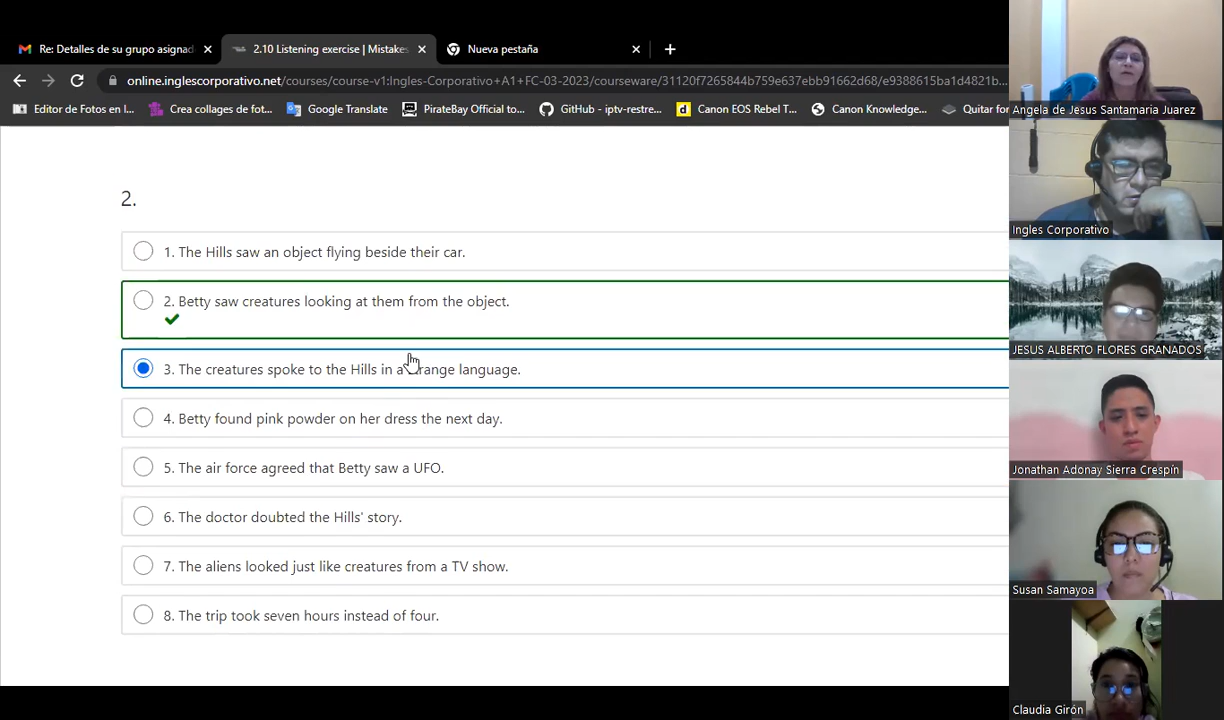 Re: Detalles de su grupo asignad
2.10 Listening exercise | Mistakes
Nueva pestaña
online.inglescorporativo.net/courses/course-v1:Ingles-Corporativo+A1+FC-03-2023/courseware/31120f7265844b759e637ebb91662d68/e9388615ba1d4821b...
Editor de Fotos en l...
Crea collages de fot...
Google Translate
PirateBay Official to...
GitHub - iptv-restre...
Canon EOS Rebel T...
Canon Knowledge...
Quitar for
2.
1. The Hills saw an object flying beside their car.
2. Betty saw creatures looking at them from the object.
3. The creatures spoke to the Hills in a strange language.
4. Betty found pink powder on her dress the next day.
5. The air force agreed that Betty saw a UFO.
6. The doctor doubted the Hills' story.
7. The aliens looked just like creatures from a TV show.
8. The trip took seven hours instead of four.
Angela de Jesus Santamaria Juarez
Ingles Corporativo
JESUS ALBERTO FLORES GRANADOS
Jonathan Adonay Sierra Crespín
Susan Samayoa
Claudia Girón